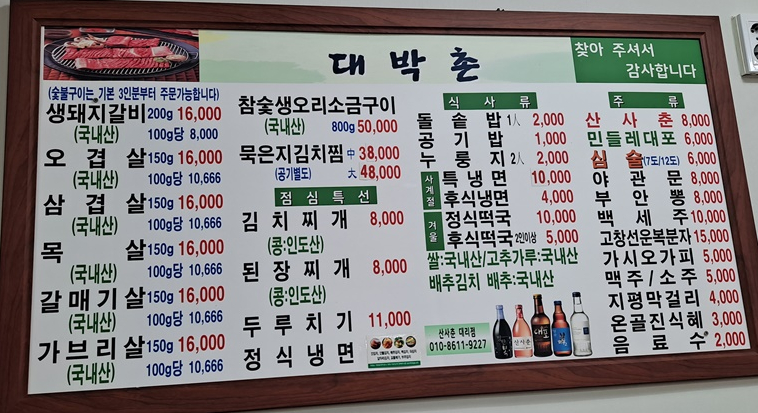 대박촌
찾아 주셔서
감사합니다
(숯불구이는, 기본 3인분부터 주문가능합니다)
생돼지갈비 200g 16,000
(국내산) 100g당 8,000
오겹살 150g 16,000
(국내산) 100g당 10,666
삼겹살 150g 16,000
(국내산) 100g당 10,666
목살 150g 16,000
(국내산) 100g당 10,666
갈매기살 150g 16,000
(국내산) 100g당 10,666
가브리살 150g 16,000
(국내산) 100g당 10,666
참숯생오리소금구이
(국내산) 800g 50,000
묵은지김치찜 中 38,000
(공기별도) 大 48,000
점심특선
김치찌개 8,000
(콩:인도산)
된장찌개 8,000
(콩:인도산)
두루치기 11,000
정식냉면
식사류
돌솥밥 1人 2,000
공기밥 1,000
누룽지 2人 2,000
사계절
특냉면 10,000
후식냉면 4,000
겨울
정식떡국 10,000
후식떡국 2인이상 5,000
쌀:국내산/고추가루:국내산
배추김치 배추:국내산
산사춘 대리점
010-8611-9227
주류
산사춘 8,000
민들레대포 6,000
심술(7도/12도) 6,000
야관문 8,000
부안뽕 8,000
백세주 10,000
고창선운복분자 15,000
가시오가피 5,000
맥주/소주 5,000
지평막걸리 4,000
온골진식혜 3,000
음료수 2,000